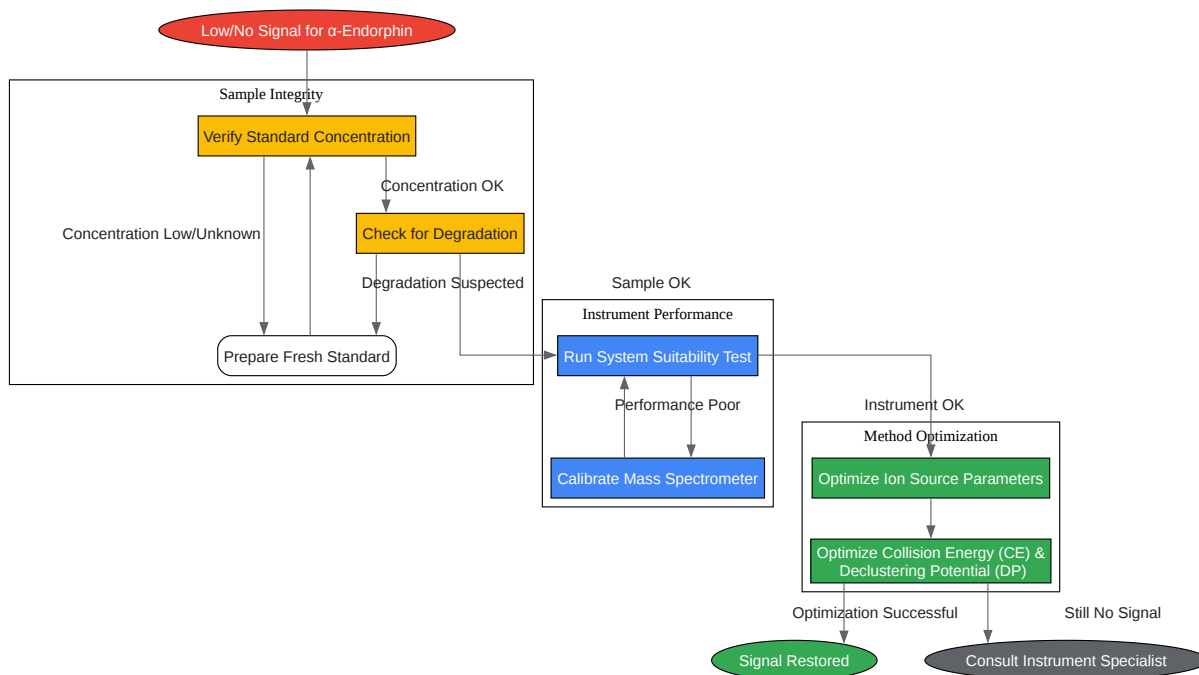 Low/No Signal for α-Endorphin
Sample Integrity
Verify Standard Concentration
Concentration OK
Concentration Low/Unknown
Check for Degradation
Degradation Suspected
Sample OK
Prepare Fresh Standard
Instrument Performance
Run System Suitability Test
Performance Poor
Instrument OK
Calibrate Mass Spectrometer
Method Optimization
Optimize Ion Source Parameters
Optimize Collision Energy (CE) &
Declustering Potential (DP)
Optimization Successful
Still No Signal
Signal Restored
Consult Instrument Specialist